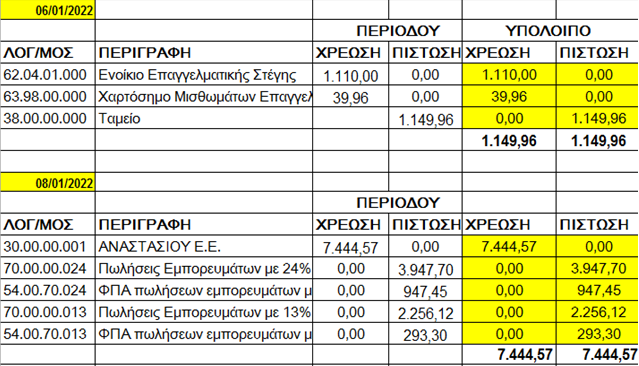 06/01/2022
ΠΕΡΙΟΔΟΥ ΥΠΟΛΟΙΠΟ
ΛΟΓ/ΜΟΣ ΠΕΡΙΓΡΑΦΗ ΧΡΕΩΣΗ ΠΙΣΤΩΣΗ ΧΡΕΩΣΗ ΠΙΣΤΩΣΗ
62.04.01.000 Ενοίκιο Επαγγελματικής Στέγης 1.110,00 0,00 1.110,00 0,00
63.98.00.000 Χαρτόσημο Μισθωμάτων Επαγγελ 39,96 0,00 39,96 0,00
38.00.00.000 Ταμείο 1.149,96 0,00 1.149,96
1.149,96 1.149,96
08/01/2022
ΠΕΡΙΟΔΟΥ
ΛΟΓ/ΜΟΣ ΠΕΡΙΓΡΑΦΗ ΧΡΕΩΣΗ ΠΙΣΤΩΣΗ ΧΡΕΩΣΗ ΠΙΣΤΩΣΗ
30.00.00.001 ΑΝΑΣΤΑΣΙΟΥ Ε.Ε. 7.444,57 0,00 7.444,57 0,00
70.00.00.024 Πωλήσεις Εμπορευμάτων με 24% 0,00 3.947,70 0,00 3.947,70
54.00.70.024 ΦΠΑ πωλήσεων εμπορευμάτων μ 0,00 947,45 0,00 947,45
70.00.00.013 Πωλήσεις Εμπορευμάτων με 13% 0,00 2.256,12 0,00 2.256,12
54.00.70.013 ΦΠΑ πωλήσεων εμπορευμάτων μ 0,00 293,30 0,00 293,30
7.444,57 7.444,57